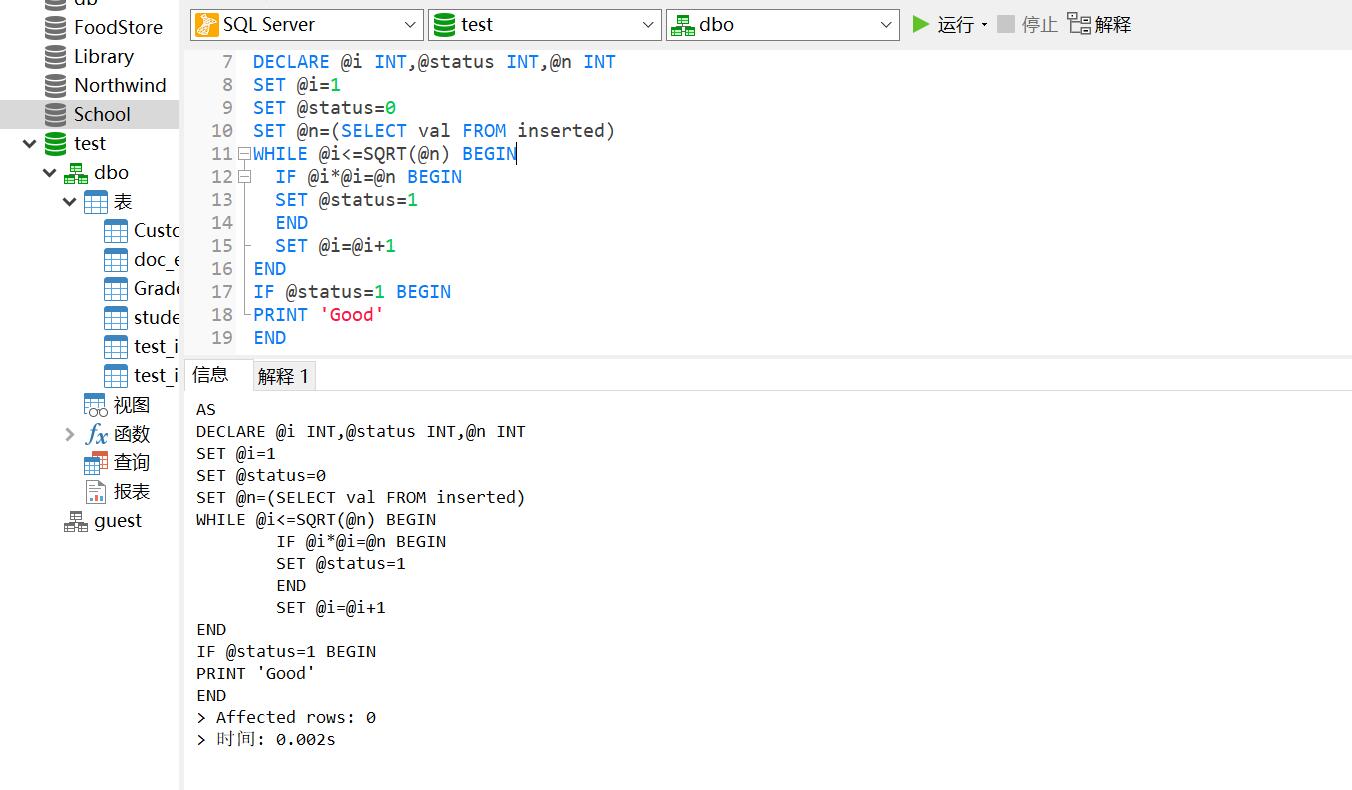 db
FoodStore
Library
Northwind
School
test
dbo
表
Custo
doc_e
Grade
stude
test_i
test_i
视图
函数
查询
报表
guest
SQL Server
test
dbo
运行
停止
解释
7 DECLARE @i INT,@status INT,@n INT
8 SET @i=1
9 SET @status=0
10 SET @n=(SELECT val FROM inserted)
11 WHILE @i<=SQRT(@n) BEGIN
12 IF @i*@i=@n BEGIN
13 SET @status=1
14 END
15 SET @i=@i+1
16 END
17 IF @status=1 BEGIN
18 PRINT 'Good'
19 END
信息
解释 1
AS
DECLARE @i INT,@status INT,@n INT
SET @i=1
SET @status=0
SET @n=(SELECT val FROM inserted)
WHILE @i<=SQRT(@n) BEGIN
IF @i*@i=@n BEGIN
SET @status=1
END
SET @i=@i+1
END
IF @status=1 BEGIN
PRINT 'Good'
END
> Affected rows: 0
> 时间: 0.002s